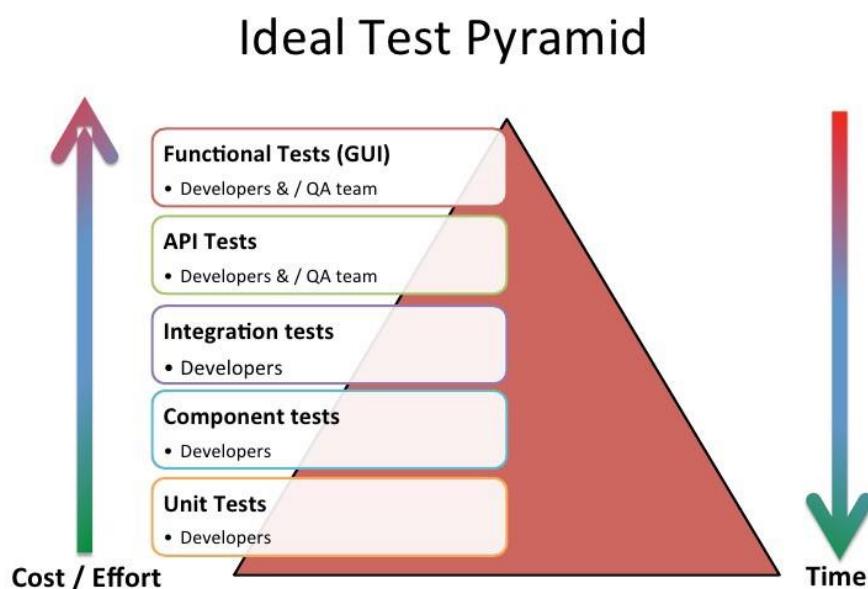 Ideal Test Pyramid
Functional Tests (GUI)
• Developers & / QA team
API Tests
• Developers & / QA team
Integration tests
• Developers
Component tests
• Developers
Unit Tests
• Developers
Cost / Effort
Time